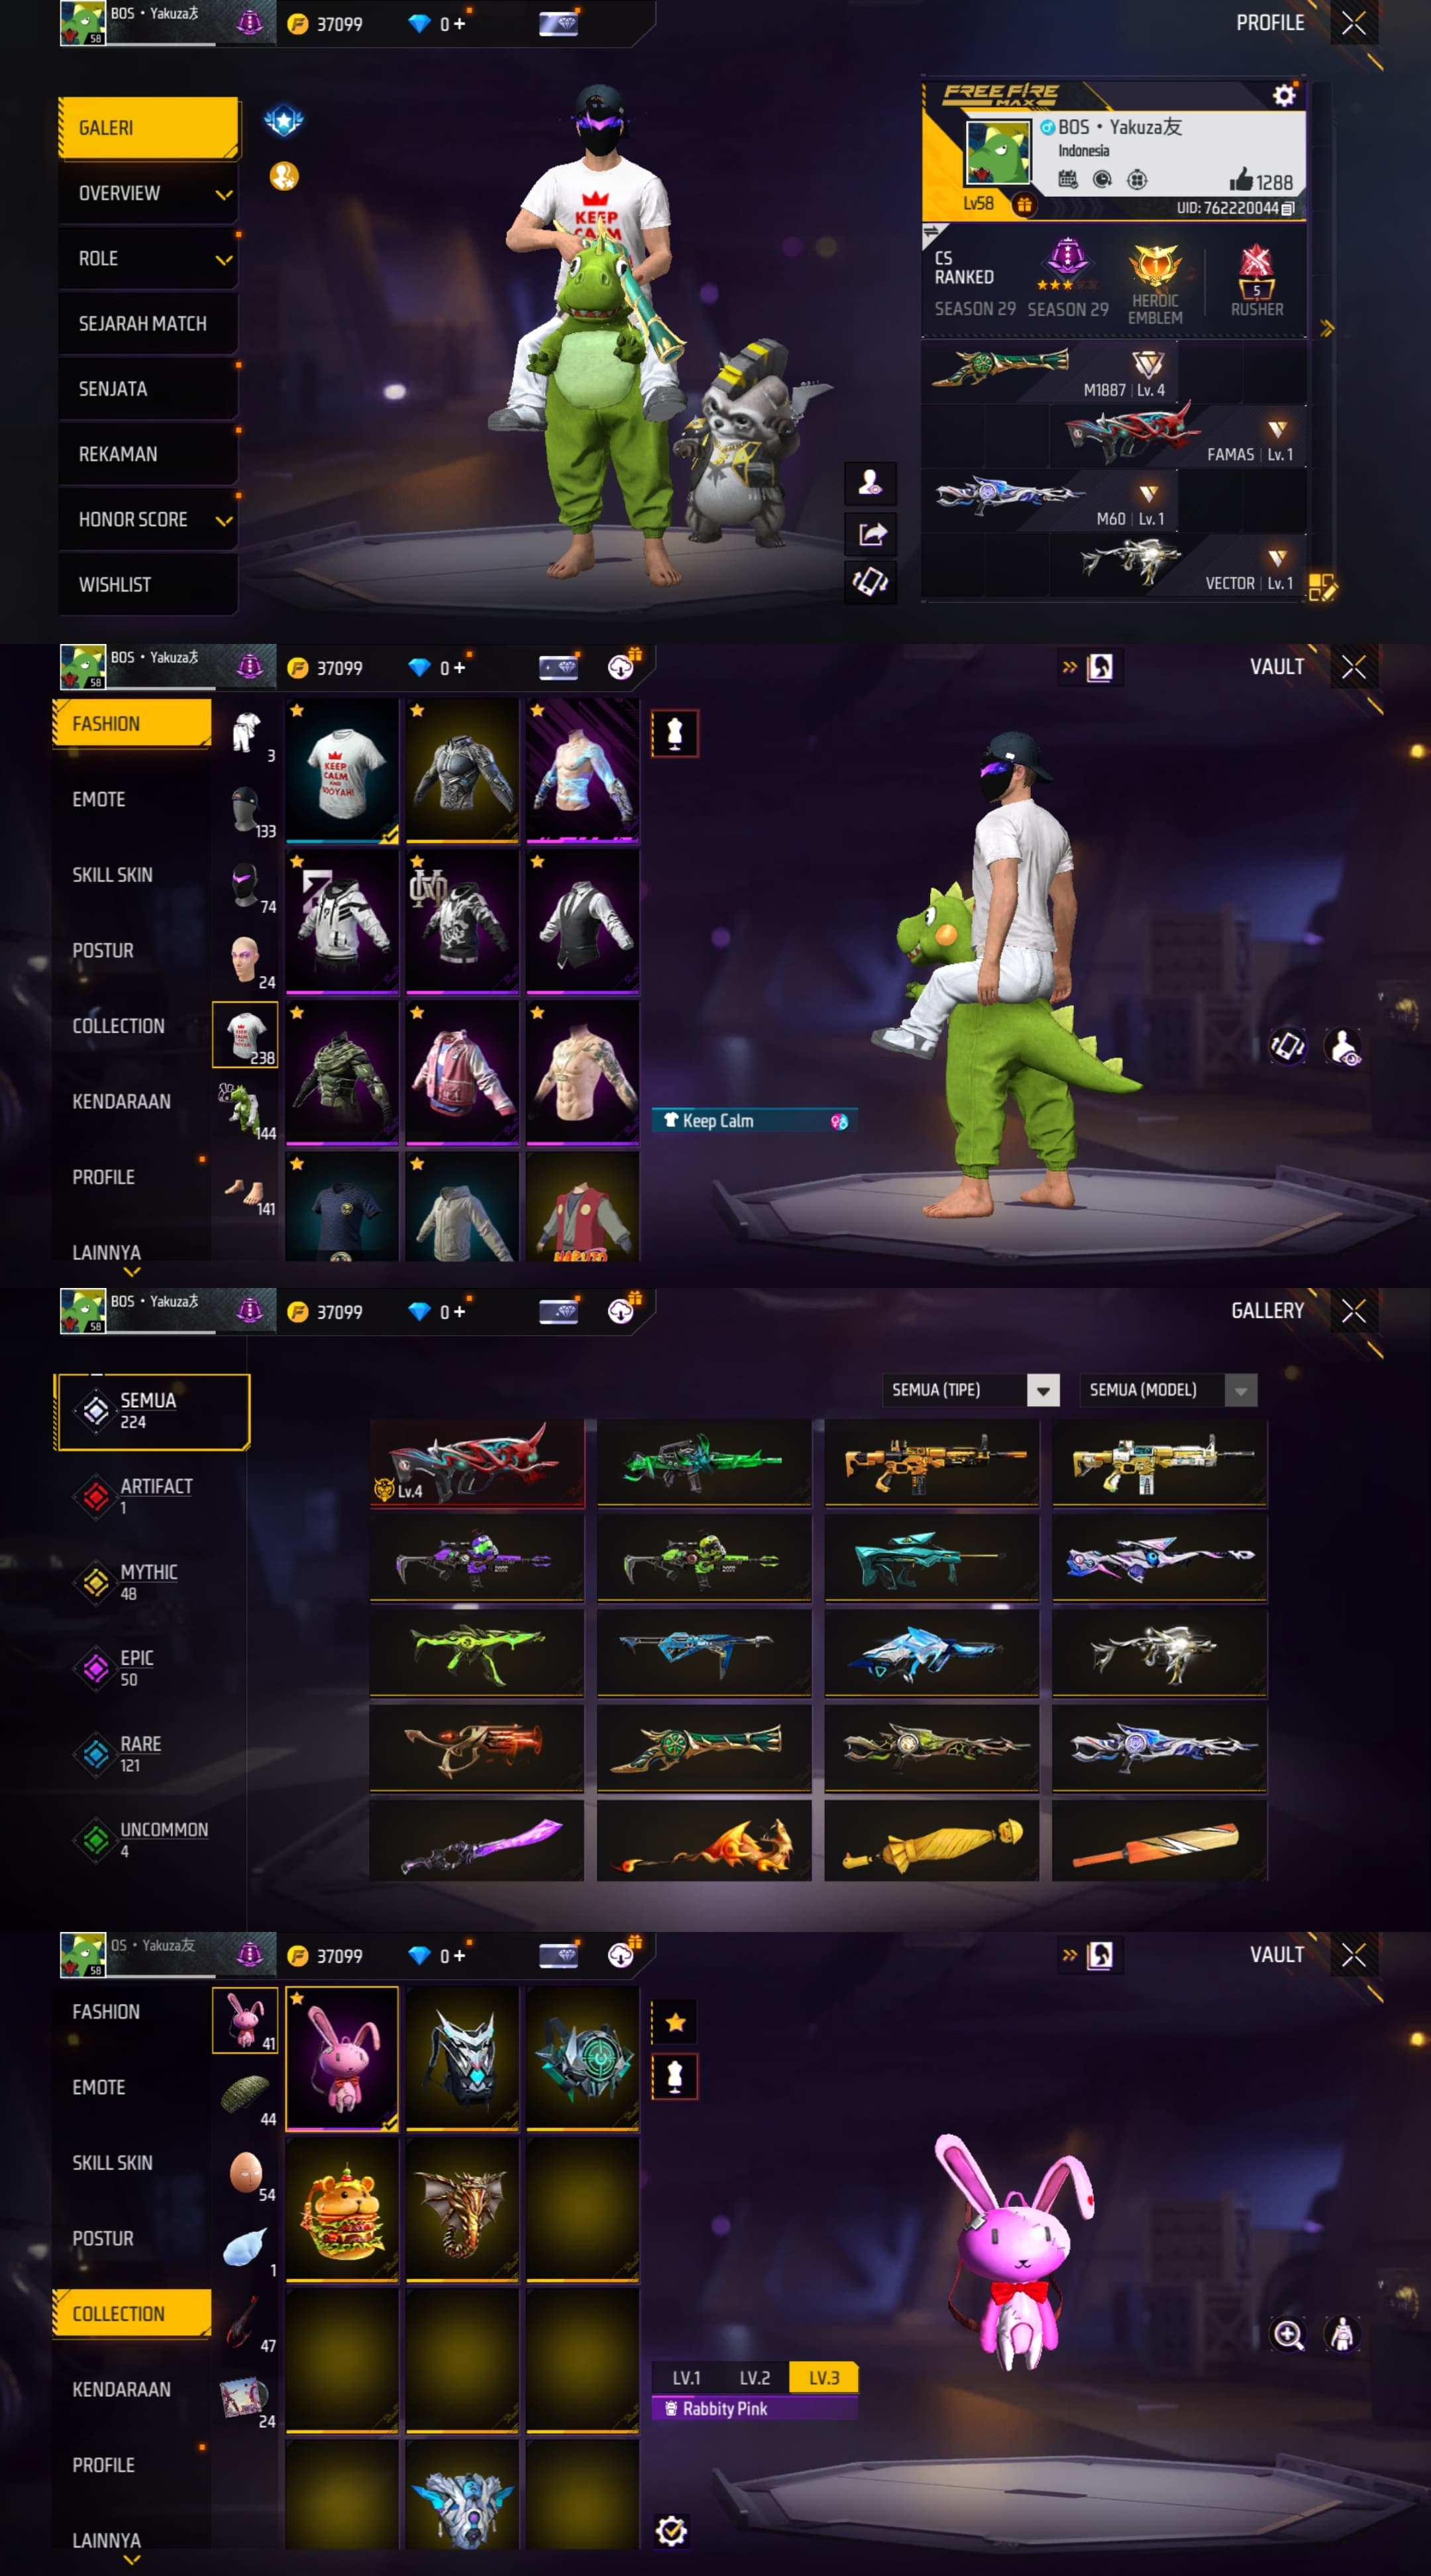 BOS • Yakuza友
58
37099
0 +
PROFILE
GALERI
OVERVIEW
ROLE
SEJARAH MATCH
SENJATA
REKAMAN
HONOR SCORE
WISHLIST
KEEP
CALM
FREE FIRE
MAX
BOS • Yakuza友
Indonesia
1288
Lv58
UID: 762220044
CS
RANKED
SEASON 29
SEASON 29
1
HEROIC
EMBLEM
5
RUSHER
M1887 | Lv. 4
FAMAS | Lv. 1
M60 | Lv. 1
VECTOR | Lv. 1
BOS • Yakuza友
58
37099
0 +
VAULT
FASHION
EMOTE
SKILL SKIN
POSTUR
COLLECTION
KENDARAAN
PROFILE
LAINNYA
3
133
74
24
238
144
141
KEEP
CALM
AND
BOOYAH!
NARUTO
Keep Calm
BOS • Yakuza友
58
37099
0 +
GALLERY
SEMUA
224
ARTIFACT
1
MYTHIC
48
EPIC
50
RARE
121
UNCOMMON
4
SEMUA (TIPE)
SEMUA (MODEL)
Lv.4
OS • Yakuza友
58
37099
0 +
VAULT
FASHION
EMOTE
SKILL SKIN
POSTUR
COLLECTION
KENDARAAN
PROFILE
LAINNYA
41
44
54
1
47
24
LV.1
LV.2
LV.3
Rabbity Pink